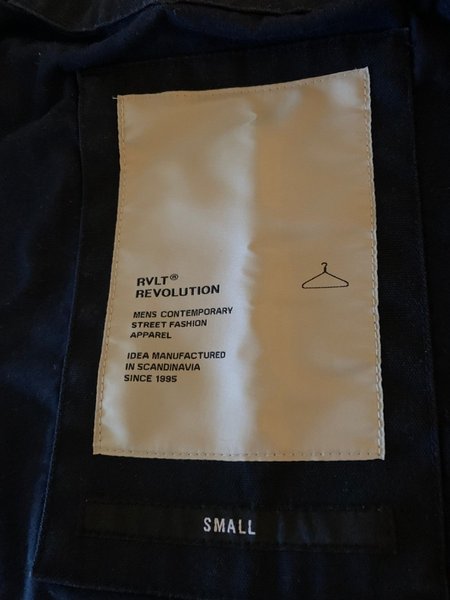 RVLT®
REVOLUTION
MENS CONTEMPORARY
STREET FASHION
APPAREL
IDEA MANUFACTURED
IN SCANDINAVIA
SINCE 1995
SMALL